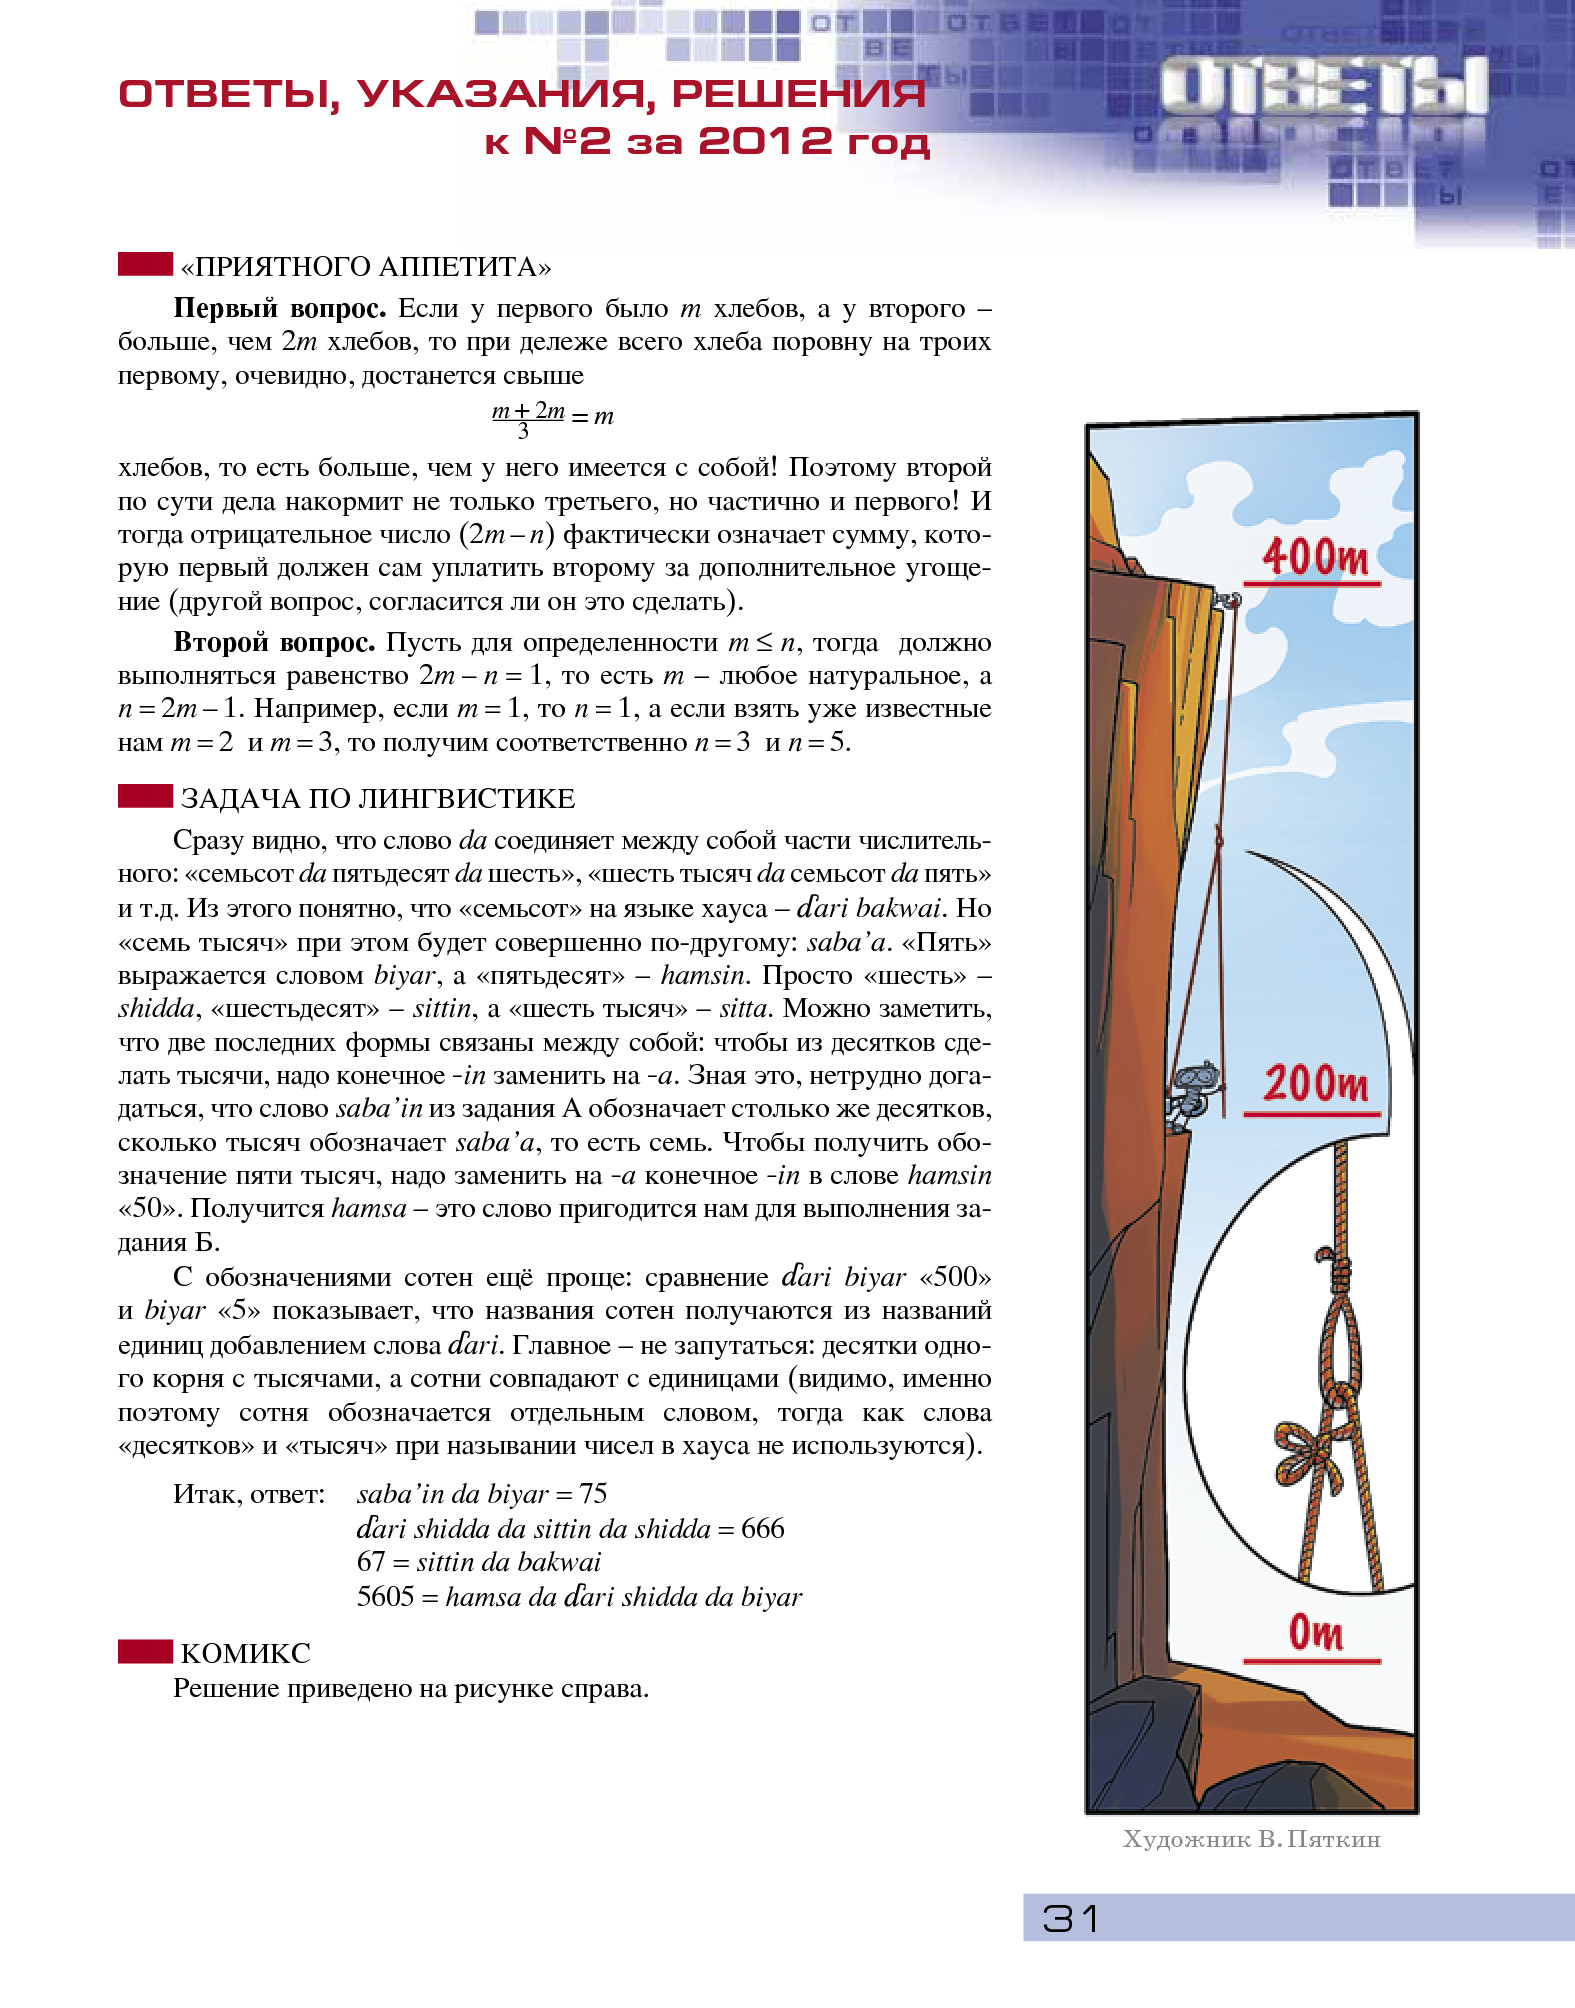 ОТВЕТЫ
ОТВЕТЫ, УКАЗАНИЯ, РЕШЕНИЯ
к №2 за 2012 год
«ПРИЯТНОГО АППЕТИТА»
Первый вопрос. Если у первого было m хлебов, а у второго –
больше, чем 2m хлебов, то при дележе всего хлеба поровну на троих
первому, очевидно, достанется свыше
(m + 2m)/3 = m
хлебов, то есть больше, чем у него имеется с собой! Поэтому второй
по сути дела накормит не только третьего, но частично и первого! И
тогда отрицательное число (2m – n) фактически означает сумму, кото-
рую первый должен сам уплатить второму за дополнительное угоще-
ние (другой вопрос, согласится ли он это сделать).
Второй вопрос. Пусть для определенности m ≤ n, тогда должно
выполняться равенство 2m – n = 1, то есть m – любое натуральное, а
n = 2m – 1. Например, если m = 1, то n = 1, а если взять уже известные
нам m = 2 и m = 3, то получим соответственно n = 3 и n = 5.
ЗАДАЧА ПО ЛИНГВИСТИКЕ
Сразу видно, что слово da соединяет между собой части числитель-
ного: «семьсот da пятьдесят da шесть», «шесть тысяч da семьсот da пять»
и т.д. Из этого понятно, что «семьсот» на языке хауса – ɗari bakwai. Но
«семь тысяч» при этом будет совершенно по-другому: saba’a. «Пять»
выражается словом biyar, а «пятьдесят» – hamsin. Просто «шесть» –
shidda, «шестьдесят» – sittin, а «шесть тысяч» – sitta. Можно заметить,
что две последних формы связаны между собой: чтобы из десятков сде-
лать тысячи, надо конечное -in заменить на -a. Зная это, нетрудно дога-
даться, что слово saba’in из задания А обозначает столько же десятков,
сколько тысяч обозначает saba’a, то есть семь. Чтобы получить обо-
значение пяти тысяч, надо заменить на -a конечное -in в слове hamsin
«50». Получится hamsa – это слово пригодится нам для выполнения за-
дания Б.
С обозначениями сотен ещё проще: сравнение ɗari biyar «500»
и biyar «5» показывает, что названия сотен получаются из названий
единиц добавлением слова ɗari. Главное – не запутаться: десятки одно-
го корня с тысячами, а сотни совпадают с единицами (видимо, именно
поэтому сотня обозначается отдельным словом, тогда как слова
«десятков» и «тысяч» при назывании чисел в хауса не используются).
Итак, ответ: saba’in da biyar = 75
ɗari shidda da sittin da shidda = 666
67 = sittin da bakwai
5605 = hamsa da ɗari shidda da biyar
КОМИКС
Решение приведено на рисунке справа.
400m
200m
0m
Художник В. Пяткин
31